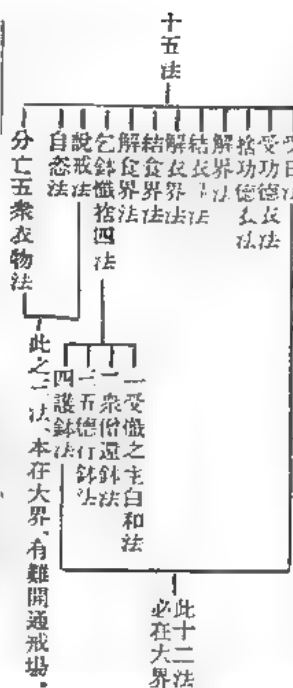 十五法
受日法
受功德衣法
捨功德衣法
解界法
結衣界法
解衣界法
結食界法
解食界法
乞鉢懺捨四法
說戒法
自恣法
分亡五衆衣物法
一受懺之主白和法
二衆僧還鉢法
三五德行鉢法
四護鉢法
此十二法
必在大界
此之三法、本在大界、有難開通戒場、